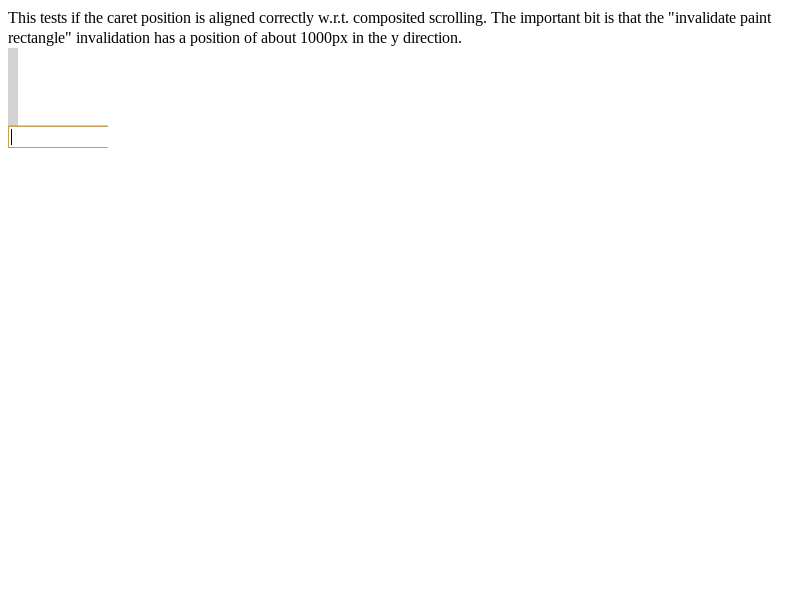 This tests if the caret position is aligned correctly w.r.t. composited scrolling. The important bit is that the "invalidate paint
rectangle" invalidation has a position of about 1000px in the y direction.